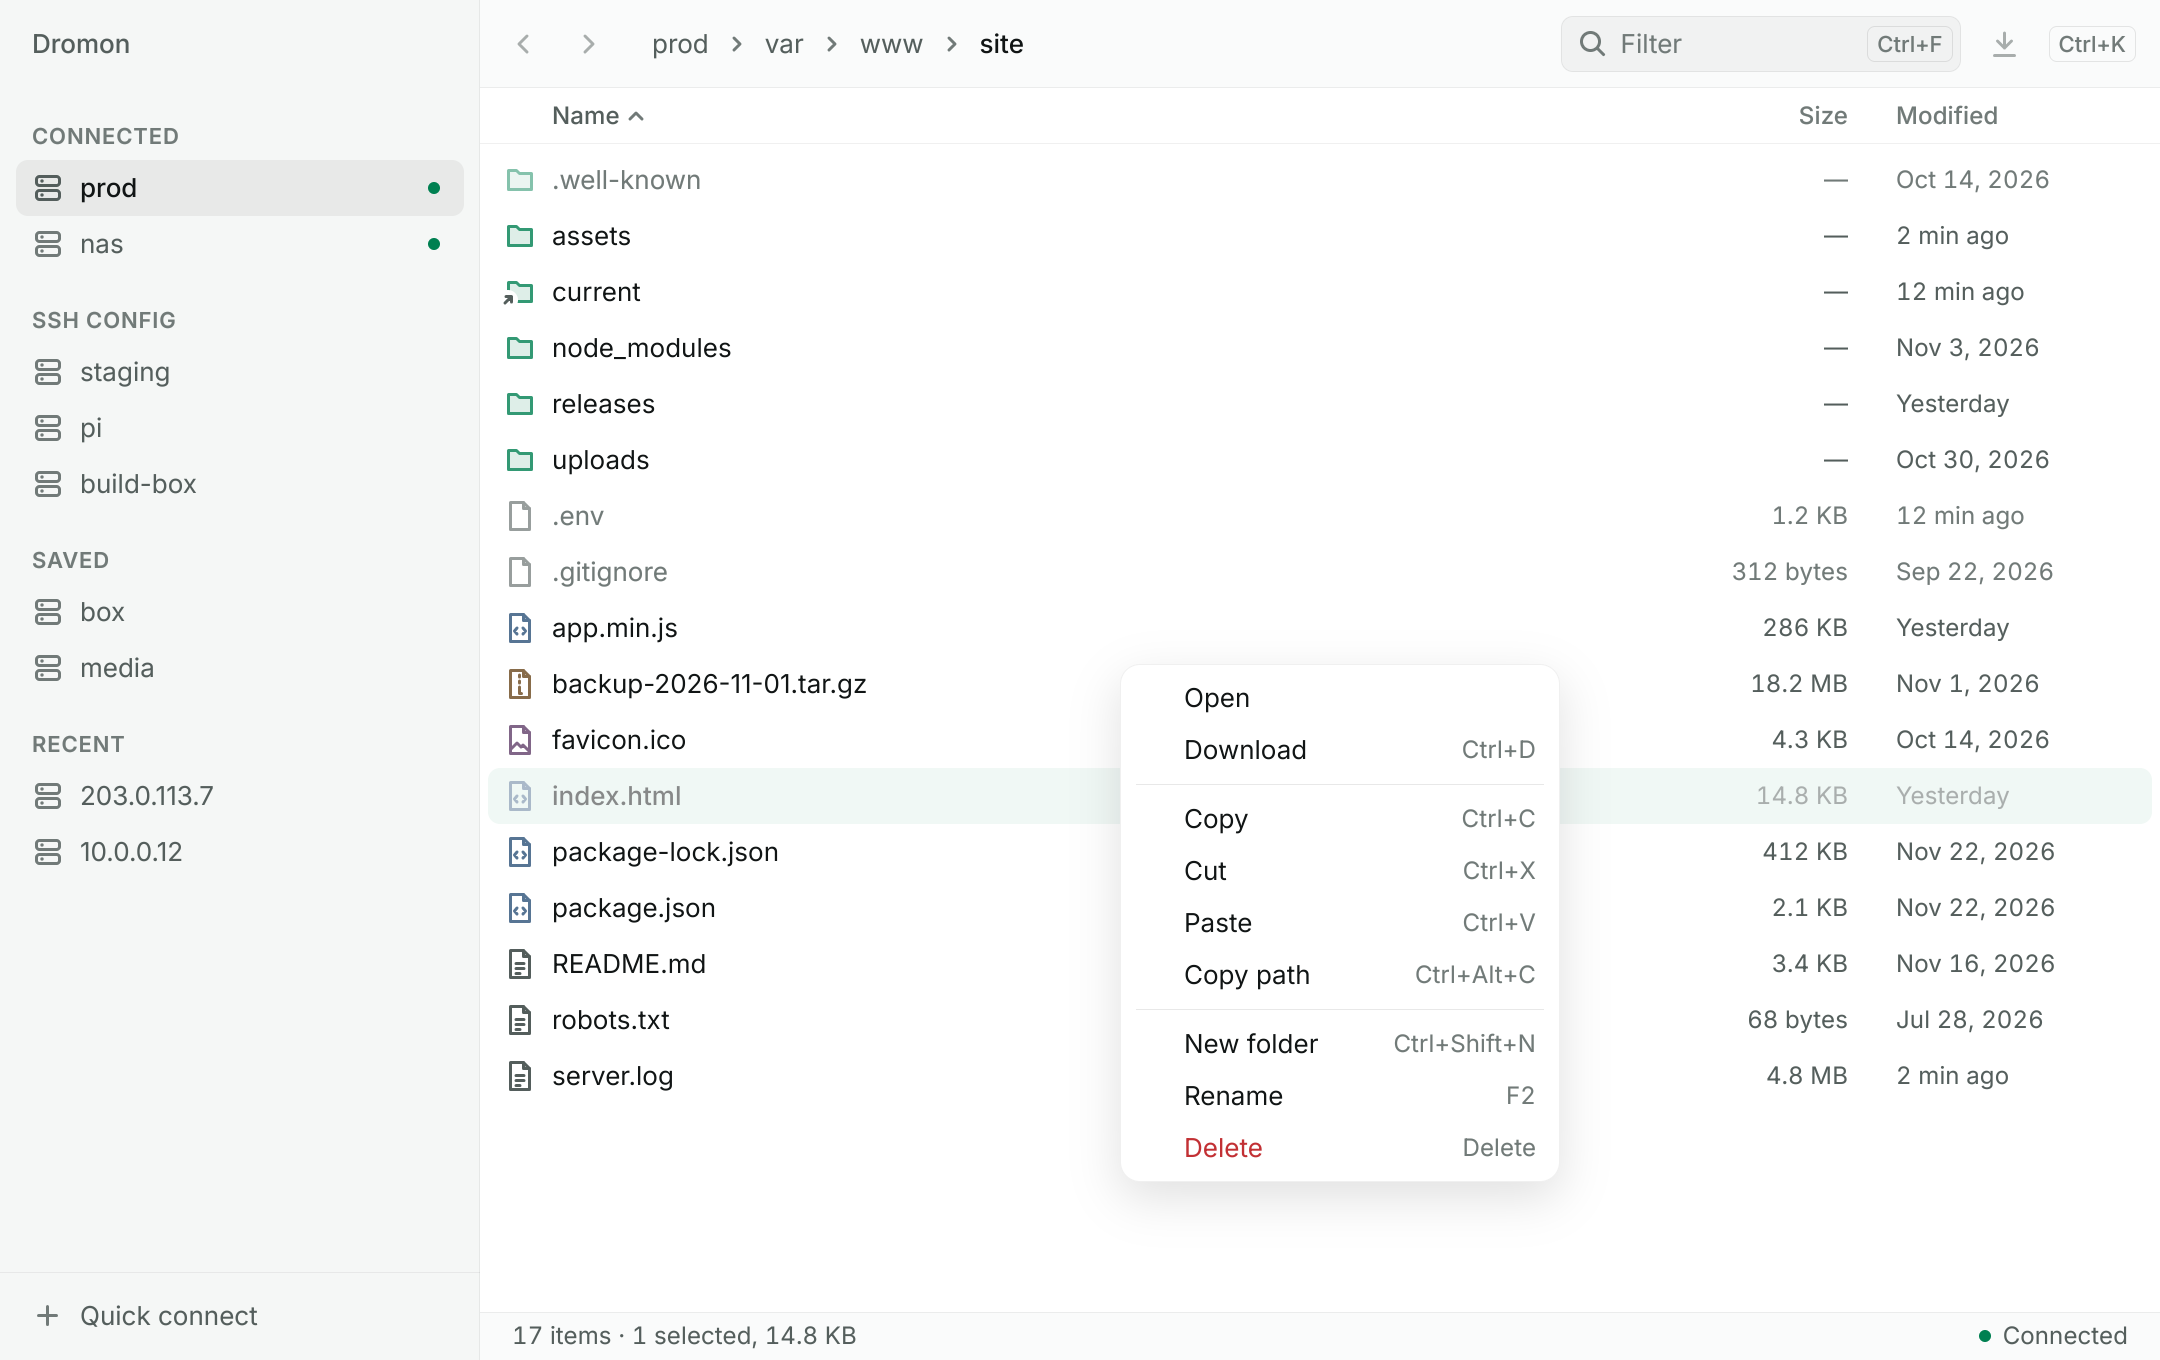 Dromon
CONNECTED
prod
nas
SSH CONFIG
staging
pi
build-box
SAVED
box
media
RECENT
203.0.113.7
10.0.0.12
Quick connect
prod var www site
Filter Ctrl+F Ctrl+K
Name Size Modified
.well-known — Oct 14, 2026
assets — 2 min ago
current — 12 min ago
node_modules — Nov 3, 2026
releases — Yesterday
uploads — Oct 30, 2026
.env 1.2 KB 12 min ago
.gitignore 312 bytes Sep 22, 2026
app.min.js 286 KB Yesterday
backup-2026-11-01.tar.gz 18.2 MB Nov 1, 2026
favicon.ico 4.3 KB Oct 14, 2026
index.html 14.8 KB Yesterday
package-lock.json 412 KB Nov 22, 2026
package.json 2.1 KB Nov 22, 2026
README.md 3.4 KB Nov 16, 2026
robots.txt 68 bytes Jul 28, 2026
server.log 4.8 MB 2 min ago
Open
Download Ctrl+D
Copy Ctrl+C
Cut Ctrl+X
Paste Ctrl+V
Copy path Ctrl+Alt+C
New folder Ctrl+Shift+N
Rename F2
Delete Delete
17 items · 1 selected, 14.8 KB
Connected